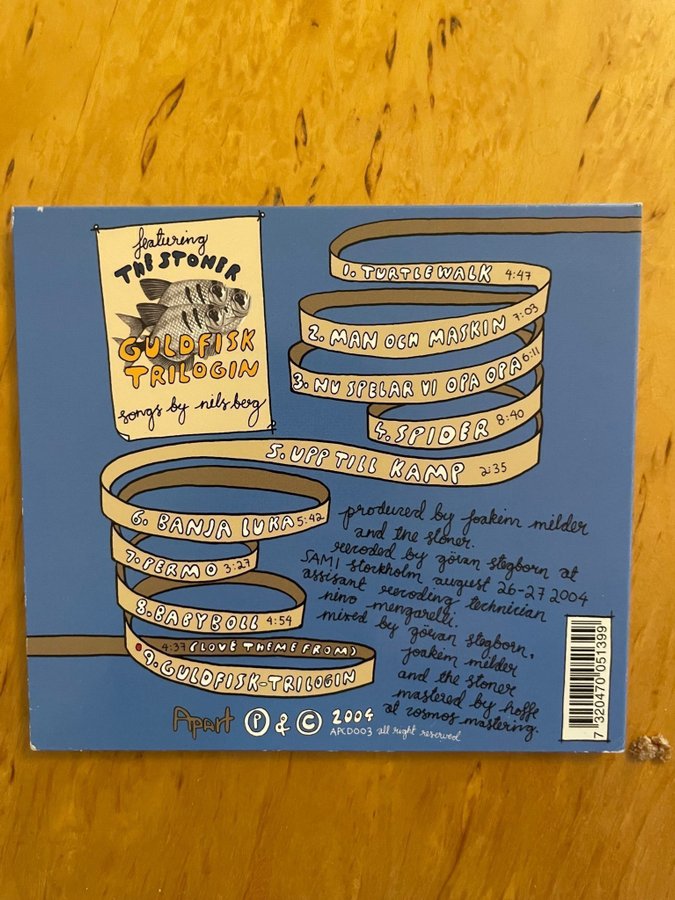 featuring
THE STONER
GULDFISK
TRILOGIN
songs by nils berg
1. TURTLEWALK 4:47
2. MAN OCH MASKIN 7:03
3. NU SPELAR VI OPA OPA 6:11
4. SPIDER 8:40
5. UPP TILL KAMP 2:35
6. BANJA LUKA 5:42
7. PERMO 3:27
8. BABYBOLL 4:54
4:37 (LOVE THEME FROM)
9. GULDFISK-TRILOGIN
produced by joakim milder
and the stoner.
recoded by göran stegborn at
SAMI stockholm august 26-27 2004
assisant recroding technician
nino mengarelli.
mixed by göran stegborn,
joakim milder
and the stoner
mastered by hoffe
at cosmos mastering.
Apart P & C 2004
APCD003 all right reserved
7 320470 051399